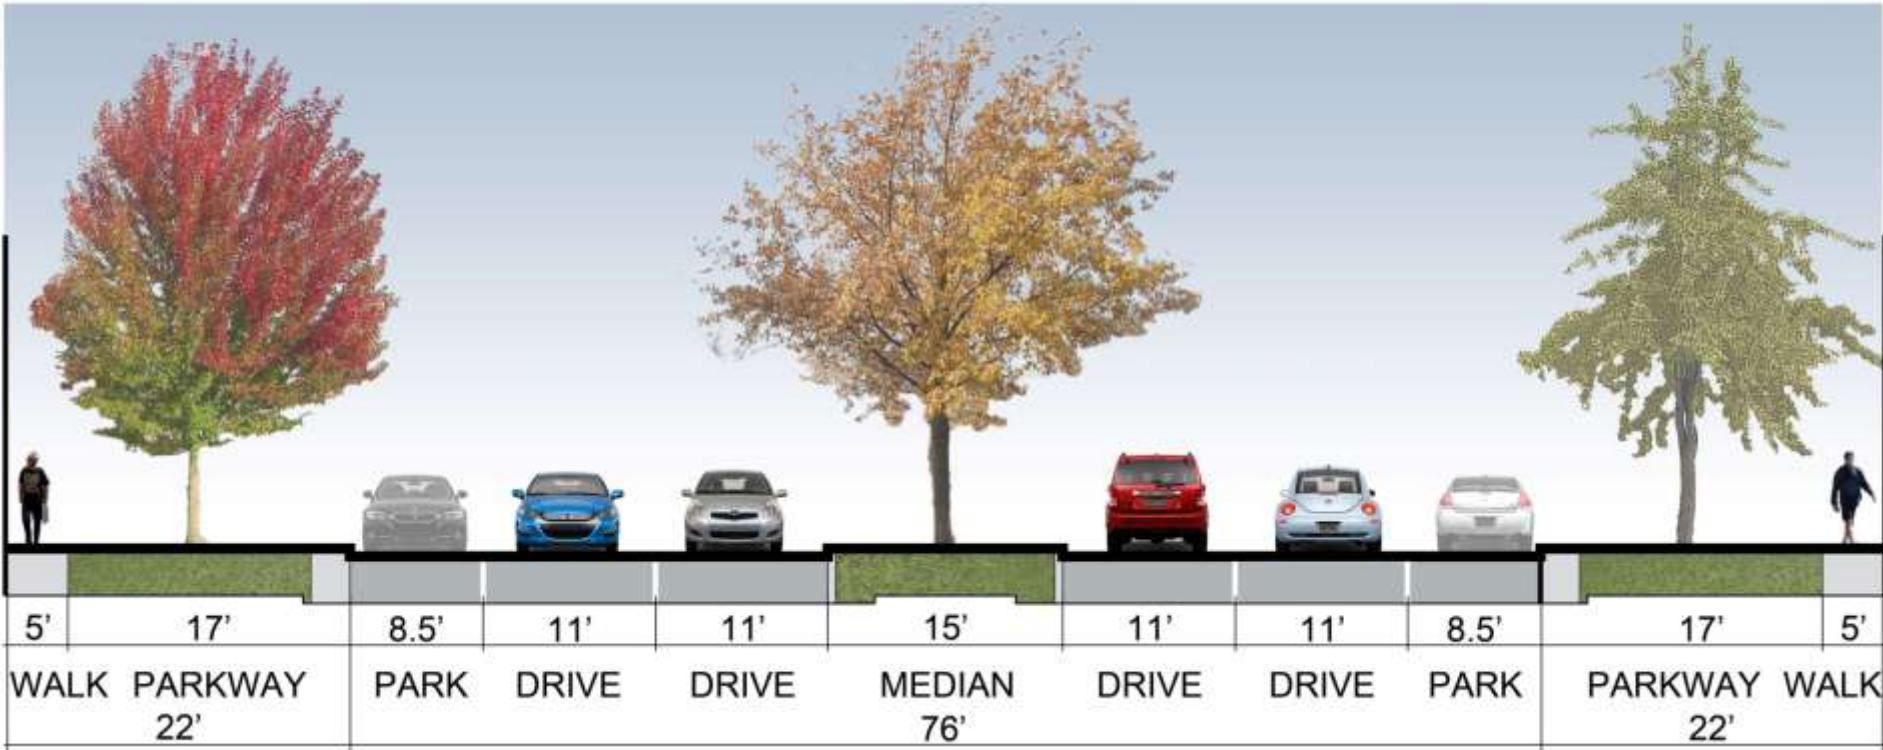 5' 17' 8.5' 11' 11' 15' 11' 11' 8.5' 17' 5'
WALK PARKWAY PARK DRIVE DRIVE MEDIAN DRIVE DRIVE PARK PARKWAY WALK
22' 76' 22'